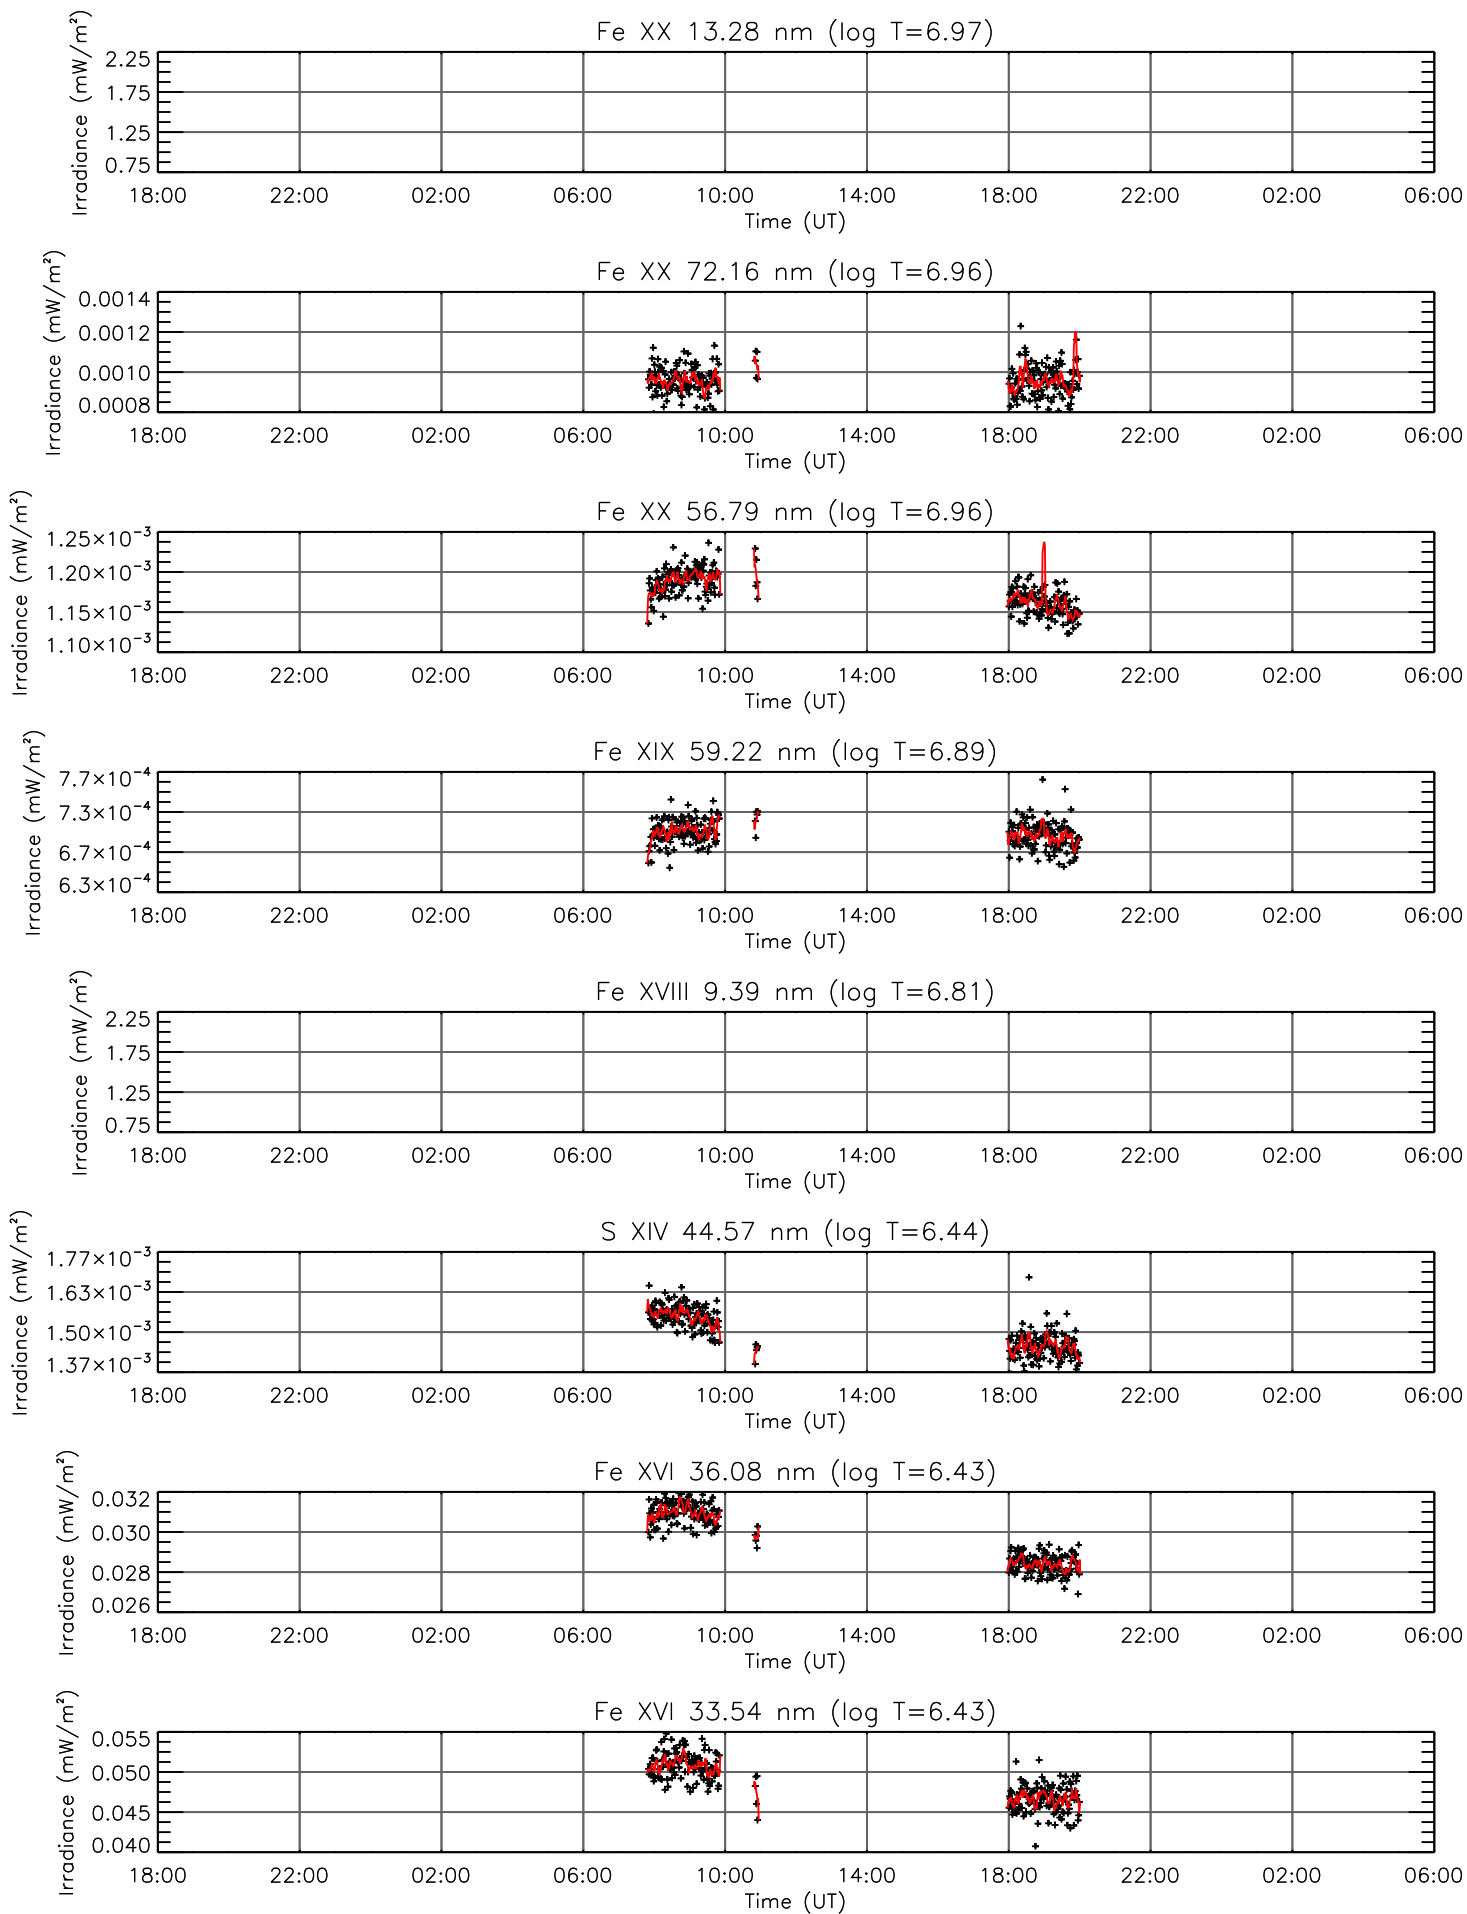 Fe XX 13.28 nm (log T=6.97)
Irradiance (mW/m²)
2.25
1.75
1.25
0.75
18:00 22:00 02:00 06:00 10:00 14:00 18:00 22:00 02:00 06:00
Time (UT)
Fe XX 72.16 nm (log T=6.96)
Irradiance (mW/m²)
0.0014
0.0012
0.0010
0.0008
18:00 22:00 02:00 06:00 10:00 14:00 18:00 22:00 02:00 06:00
Time (UT)
Fe XX 56.79 nm (log T=6.96)
Irradiance (mW/m²)
1.25×10⁻³
1.20×10⁻³
1.15×10⁻³
1.10×10⁻³
18:00 22:00 02:00 06:00 10:00 14:00 18:00 22:00 02:00 06:00
Time (UT)
Fe XIX 59.22 nm (log T=6.89)
Irradiance (mW/m²)
7.7×10⁻⁴
7.3×10⁻⁴
6.7×10⁻⁴
6.3×10⁻⁴
18:00 22:00 02:00 06:00 10:00 14:00 18:00 22:00 02:00 06:00
Time (UT)
Fe XVIII 9.39 nm (log T=6.81)
Irradiance (mW/m²)
2.25
1.75
1.25
0.75
18:00 22:00 02:00 06:00 10:00 14:00 18:00 22:00 02:00 06:00
Time (UT)
S XIV 44.57 nm (log T=6.44)
Irradiance (mW/m²)
1.77×10⁻³
1.63×10⁻³
1.50×10⁻³
1.37×10⁻³
18:00 22:00 02:00 06:00 10:00 14:00 18:00 22:00 02:00 06:00
Time (UT)
Fe XVI 36.08 nm (log T=6.43)
Irradiance (mW/m²)
0.032
0.030
0.028
0.026
18:00 22:00 02:00 06:00 10:00 14:00 18:00 22:00 02:00 06:00
Time (UT)
Fe XVI 33.54 nm (log T=6.43)
Irradiance (mW/m²)
0.055
0.050
0.045
0.040
18:00 22:00 02:00 06:00 10:00 14:00 18:00 22:00 02:00 06:00
Time (UT)